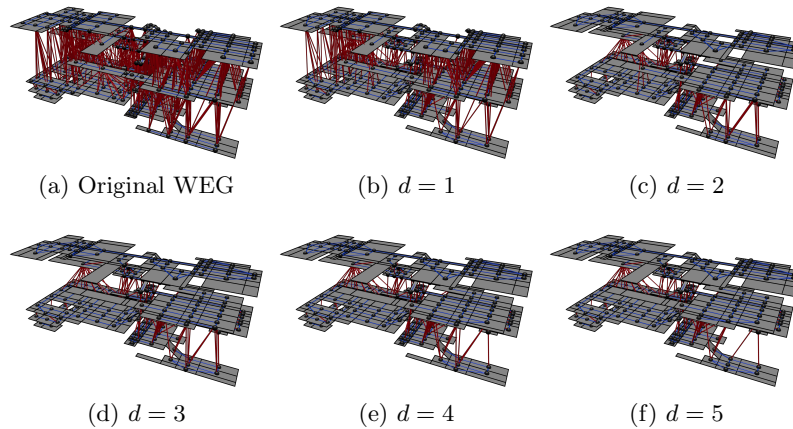 (a) Original WEG
(b) d = 1
(c) d = 2
(d) d = 3
(e) d = 4
(f) d = 5